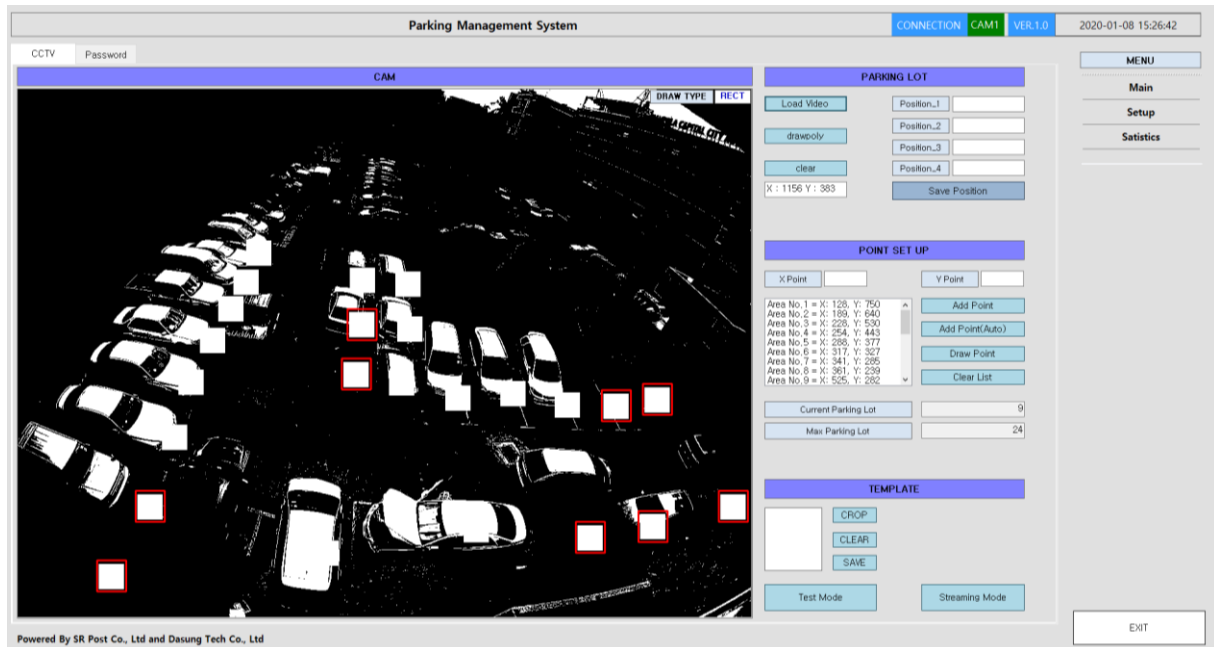 Parking Management System
CONNECTION CAM1 VER.1.0 2020-01-08 15:26:42
CCTV Password
MENU
Main
Setup
Satistics
CAM
DRAW TYPE RECT
CAPITAL CITY
PARKING LOT
Load Video Position_1
drawpoly Position_2
Position_3
clear Position_4
X : 1156 Y : 383 Save Position
POINT SET UP
X Point Y Point
Area No,1 = X: 128, Y: 750
Area No,2 = X: 189, Y: 640
Area No,3 = X: 228, Y: 530
Area No,4 = X: 254, Y: 443
Area No,5 = X: 288, Y: 377
Area No,6 = X: 317, Y: 327
Area No,7 = X: 341, Y: 285
Area No,8 = X: 361, Y: 239
Area No,9 = X: 525, Y: 282
Add Point
Add Point(Auto)
Draw Point
Clear List
Current Parking Lot 9
Max Parking Lot 24
TEMPLATE
CROP
CLEAR
SAVE
Test Mode Streaming Mode
EXIT
Powered By SR Post Co., Ltd and Dasung Tech Co., Ltd